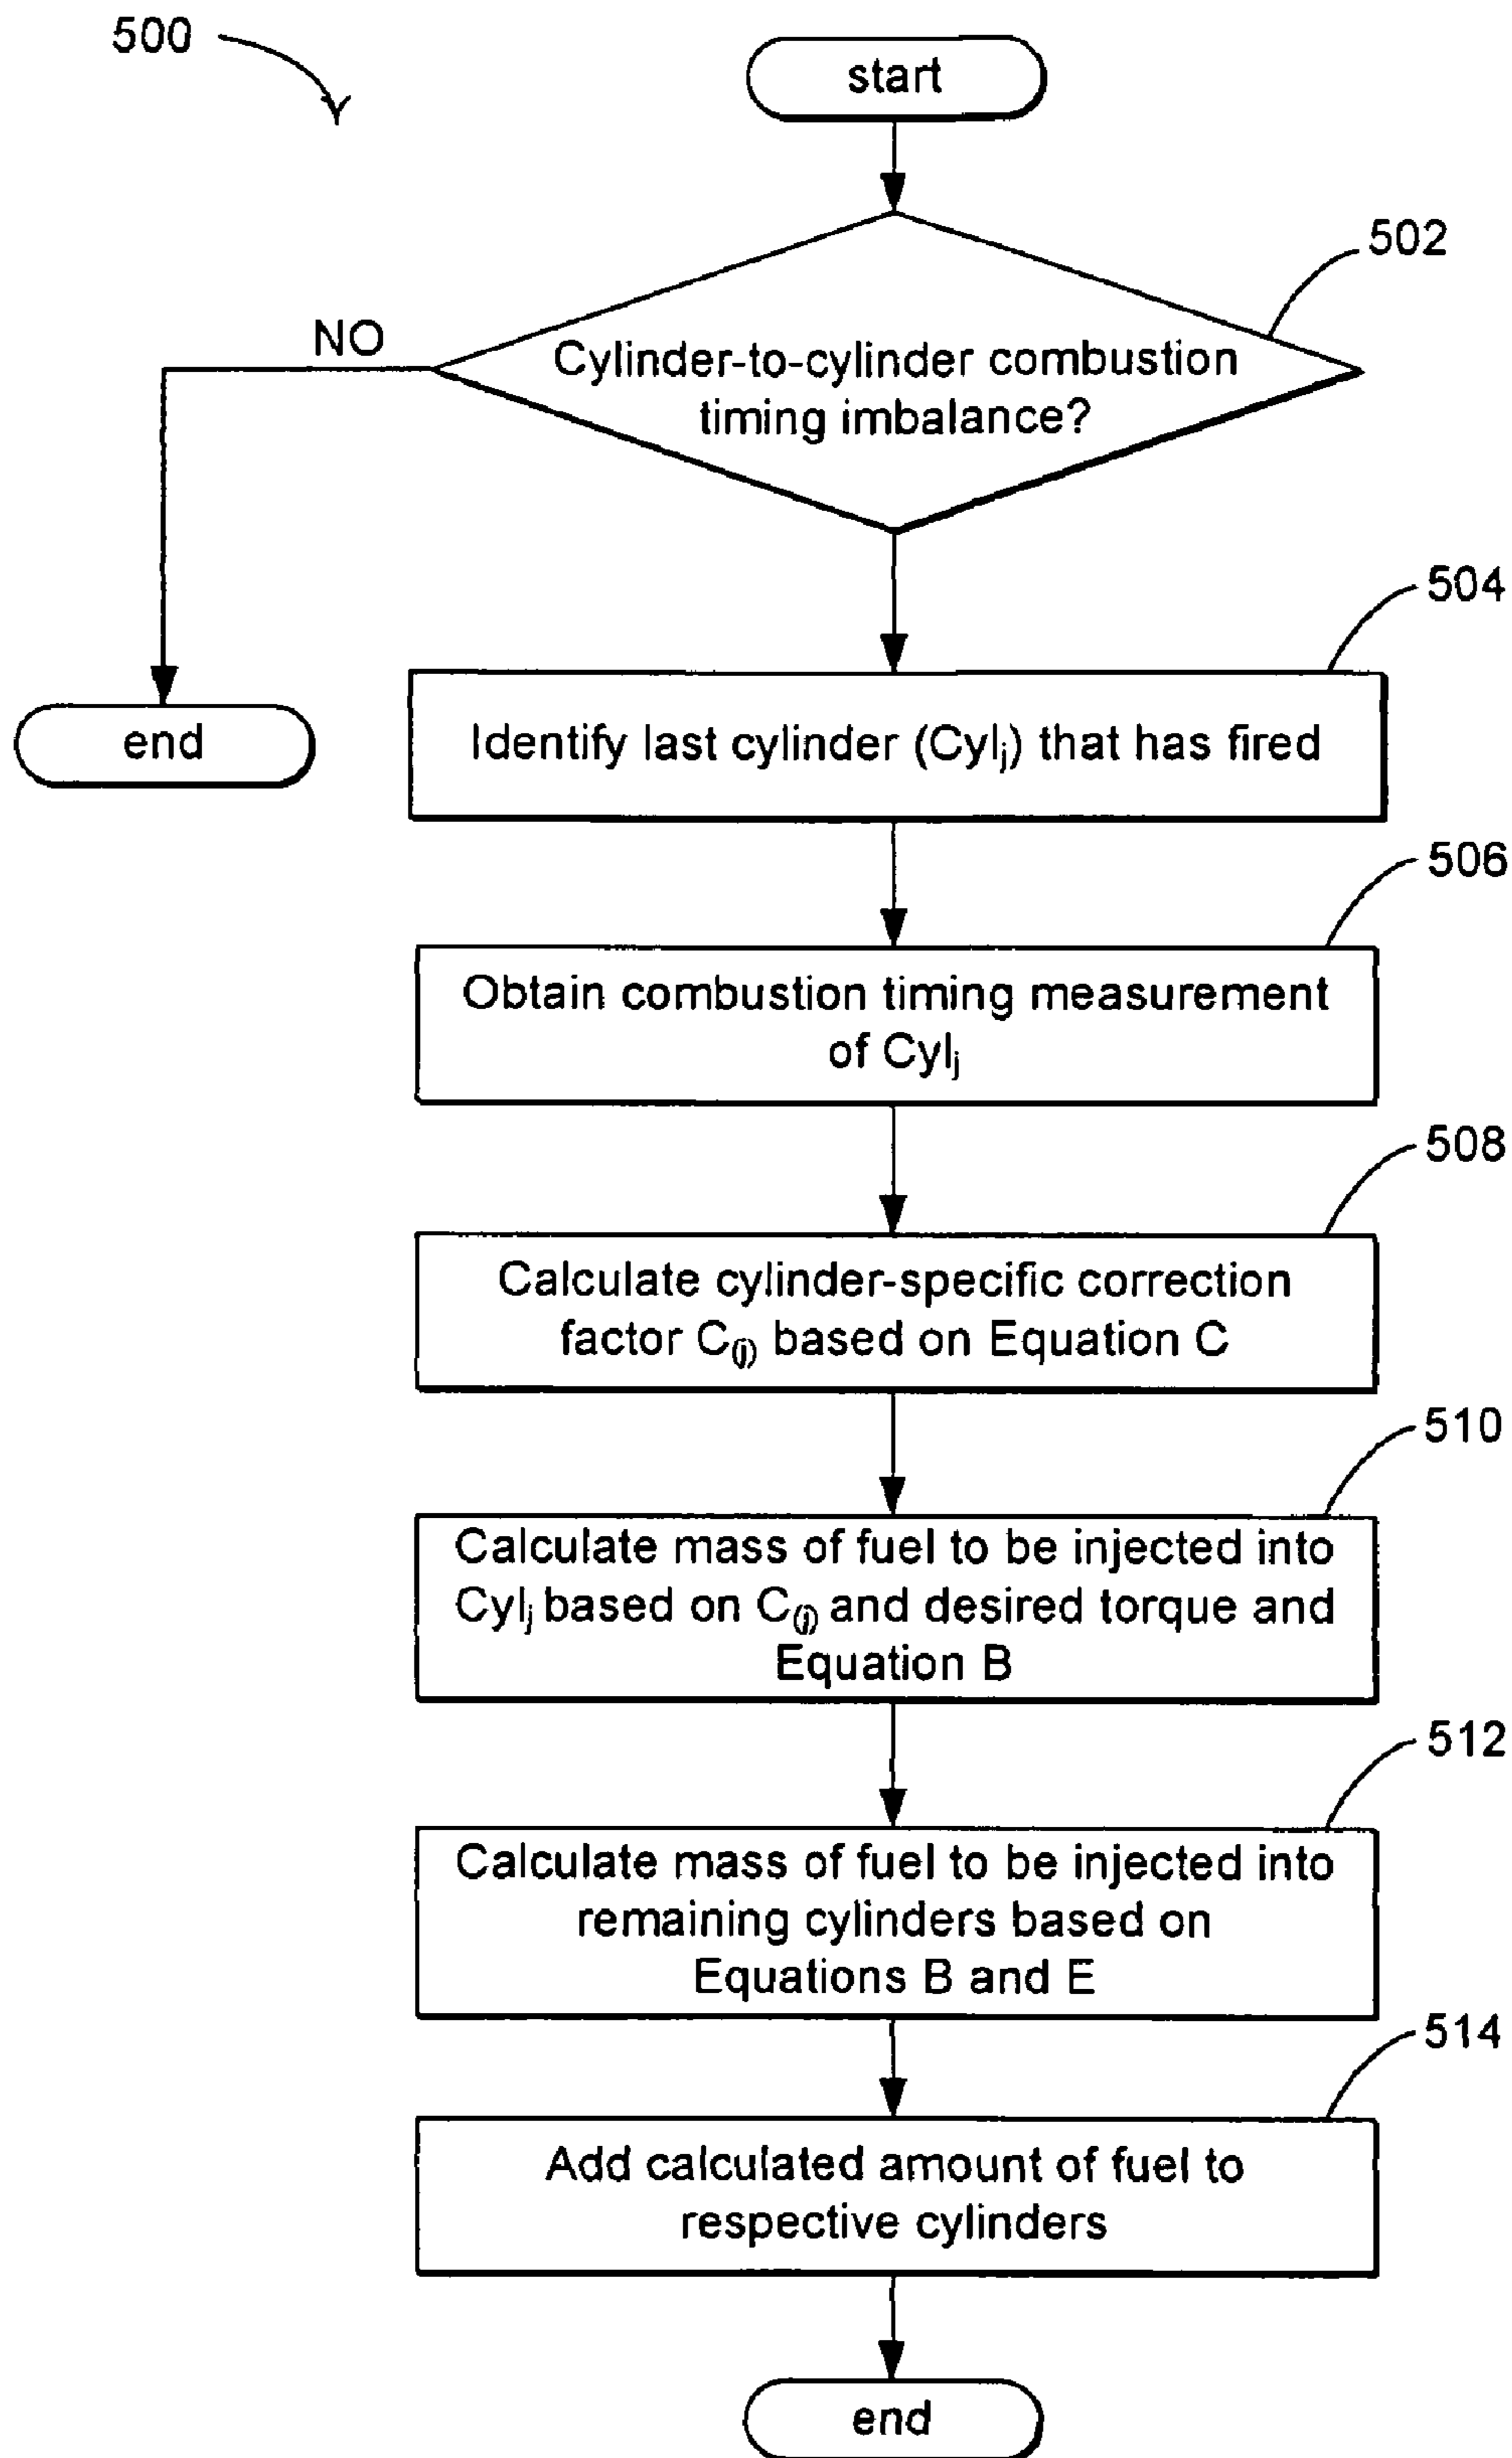 500
start
502
Cylinder-to-cylinder combustion
timing imbalance?
NO
end
504
Identify last cylinder (Cylj) that has fired
506
Obtain combustion timing measurement
of Cylj
508
Calculate cylinder-specific correction
factor C(j) based on Equation C
510
Calculate mass of fuel to be injected into
Cylj based on C(j) and desired torque and
Equation B
512
Calculate mass of fuel to be injected into
remaining cylinders based on
Equations B and E
514
Add calculated amount of fuel to
respective cylinders
end